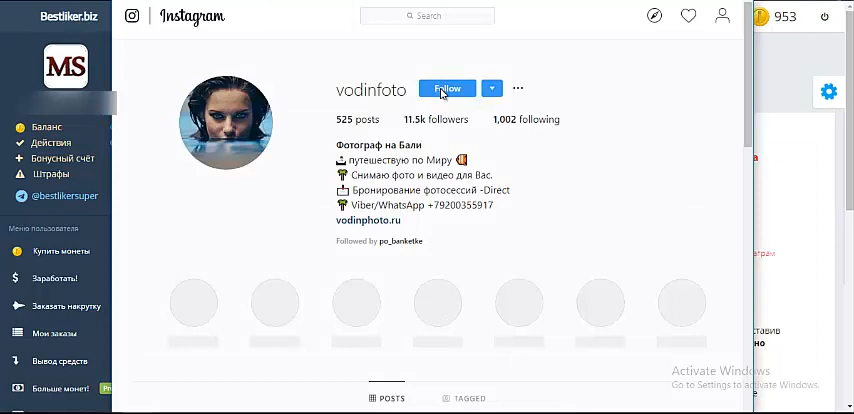 Bestliker.biz
MS
Баланс
Действия
Бонусный счёт
Штрафы
@bestlikersuper
Меню пользователя
Купить монеты
Заработать!
Заказать накрутку
Мои заказы
Вывод средств
Больше монет!
Instagram
Search
953
vodinfoto
Follow
525 posts 11.5k followers 1,002 following
Фотограф на Бали
путешествую по Миру
Снимаю фото и видео для Вас.
Бронирование фотосессий -Direct
Viber/WhatsApp +79200355917
vodinphoto.ru
Followed by po_banketke
POSTS TAGGED
Activate Windows
Go to Settings to activate Windows.